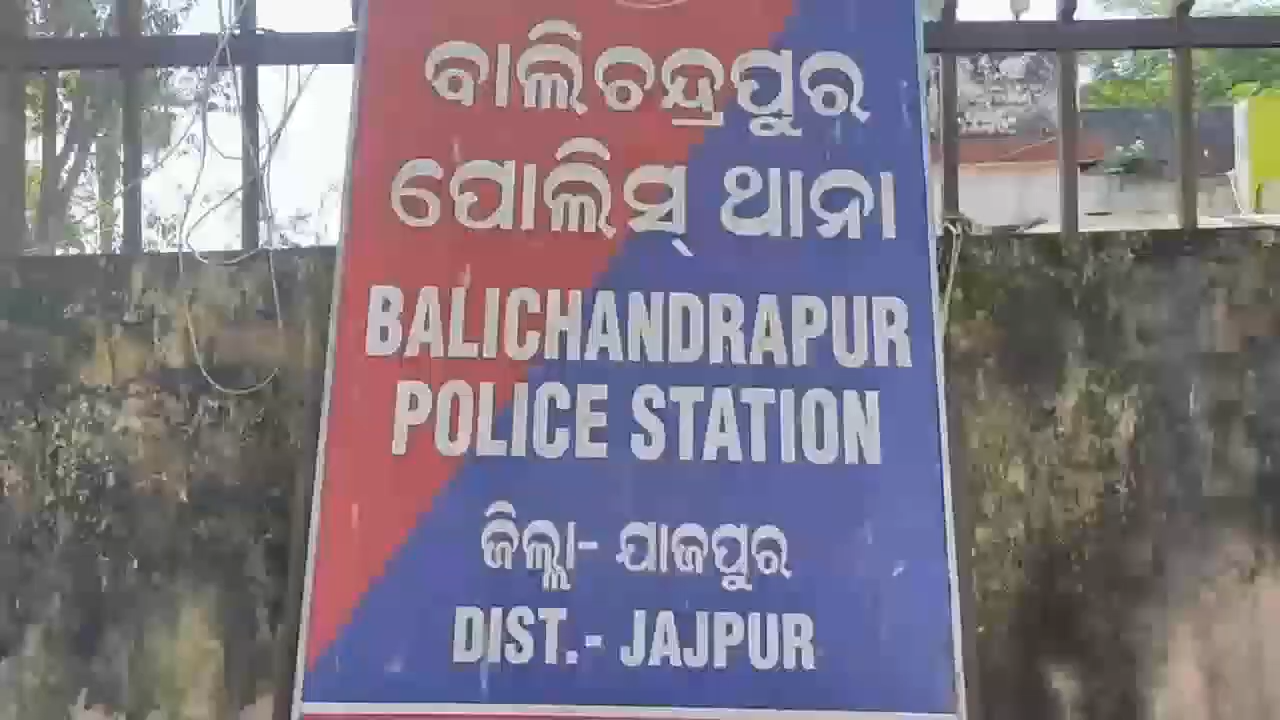 ବାଲିଚନ୍ଦ୍ରପୁର
ପୋଲିସ୍ ଥାନା
BALICHANDRAPUR
POLICE STATION
ଜିଲ୍ଲା- ଯାଜପୁର
DIST.- JAJPUR